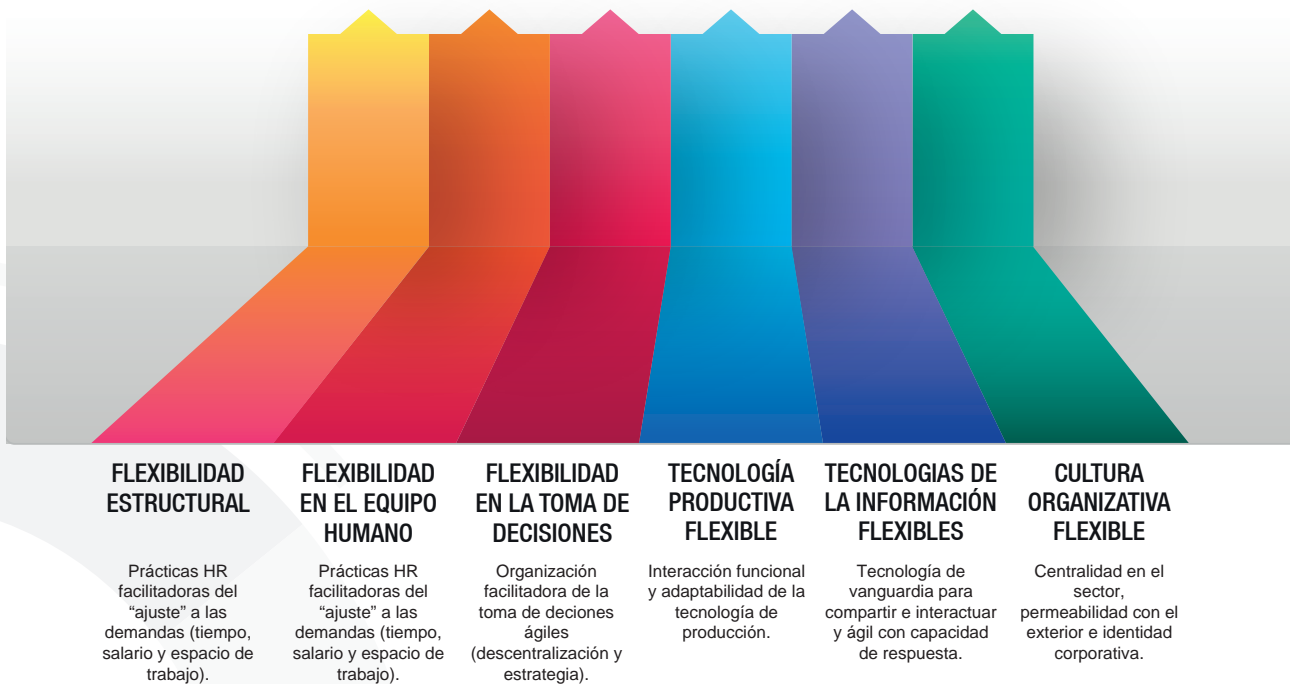 FLEXIBILIDAD
ESTRUCTURAL
Prácticas HR
facilitadoras del
“ajuste” a las
demandas (tiempo,
salario y espacio de
trabajo).
FLEXIBILIDAD
EN EL EQUIPO
HUMANO
Prácticas HR
facilitadoras del
“ajuste” a las
demandas (tiempo,
salario y espacio de
trabajo).
FLEXIBILIDAD
EN LA TOMA DE
DECISIONES
Organización
facilitadora de la
toma de deciones
ágiles
(descentralización y
estrategia).
TECNOLOGÍA
PRODUCTIVA
FLEXIBLE
Interacción funcional
y adaptabilidad de la
tecnología de
producción.
TECNOLOGIAS DE
LA INFORMACIÓN
FLEXIBLES
Tecnología de
vanguardia para
compartir e interactuar
y ágil con capacidad
de respuesta.
CULTURA
ORGANIZATIVA
FLEXIBLE
Centralidad en el
sector,
permeabilidad con el
exterior e identidad
corporativa.